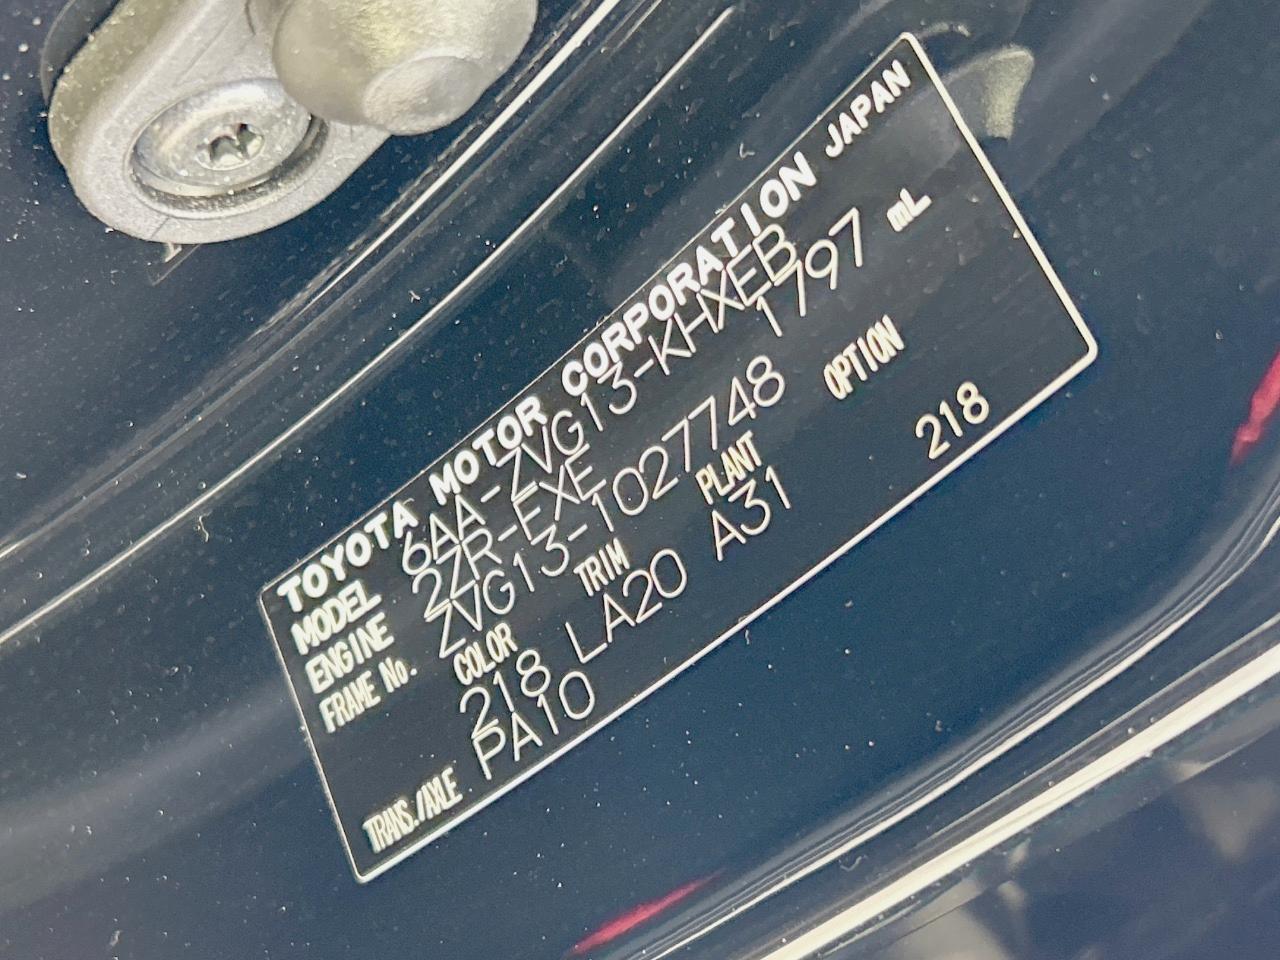 TOYOTA MOTOR CORPORATION JAPAN
MODEL 6AA-ZVG13-KHXEB
ENGINE 2ZR-EXE 1797 mL
FRAME No. ZVG13-1027748
COLOR TRIM PLANT OPTION
218 LA20 A31 218
TRANS./AXLE PA10